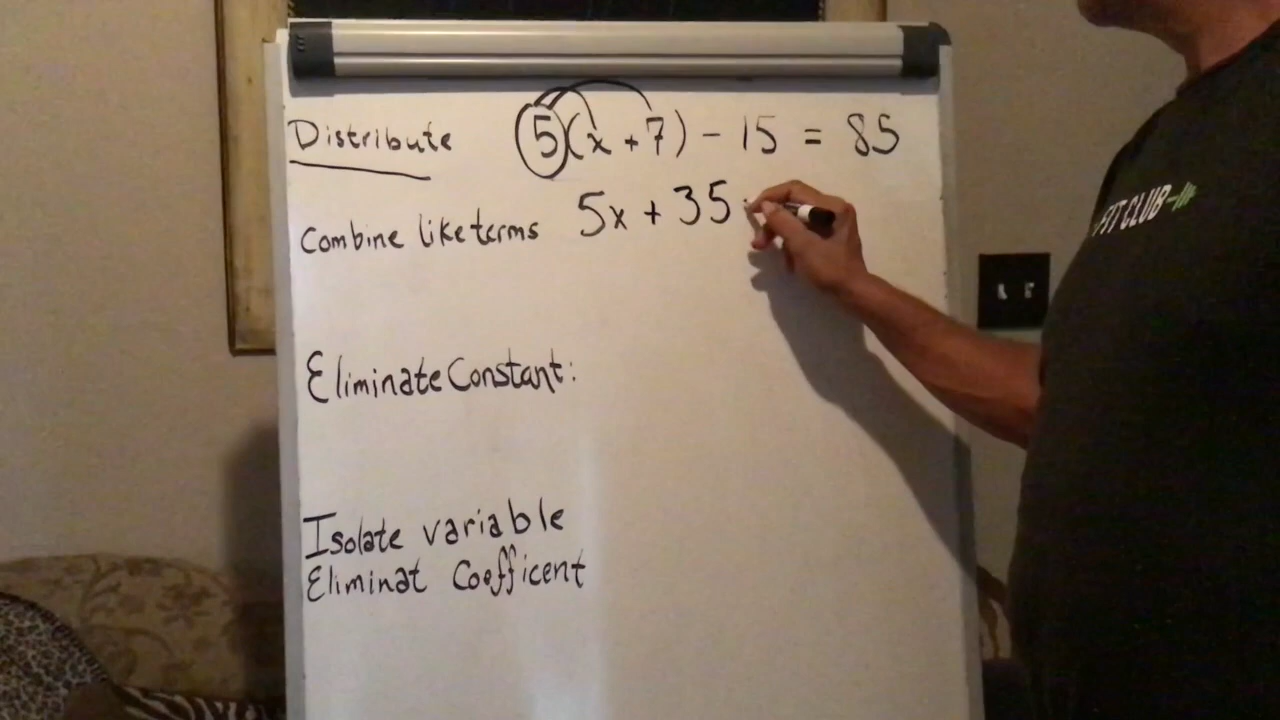 Distribute 5(x + 7) - 15 = 85
Combine like terms 5x + 35
Eliminate Constant:
Isolate variable
Eliminat Coefficent
FIT CLUB